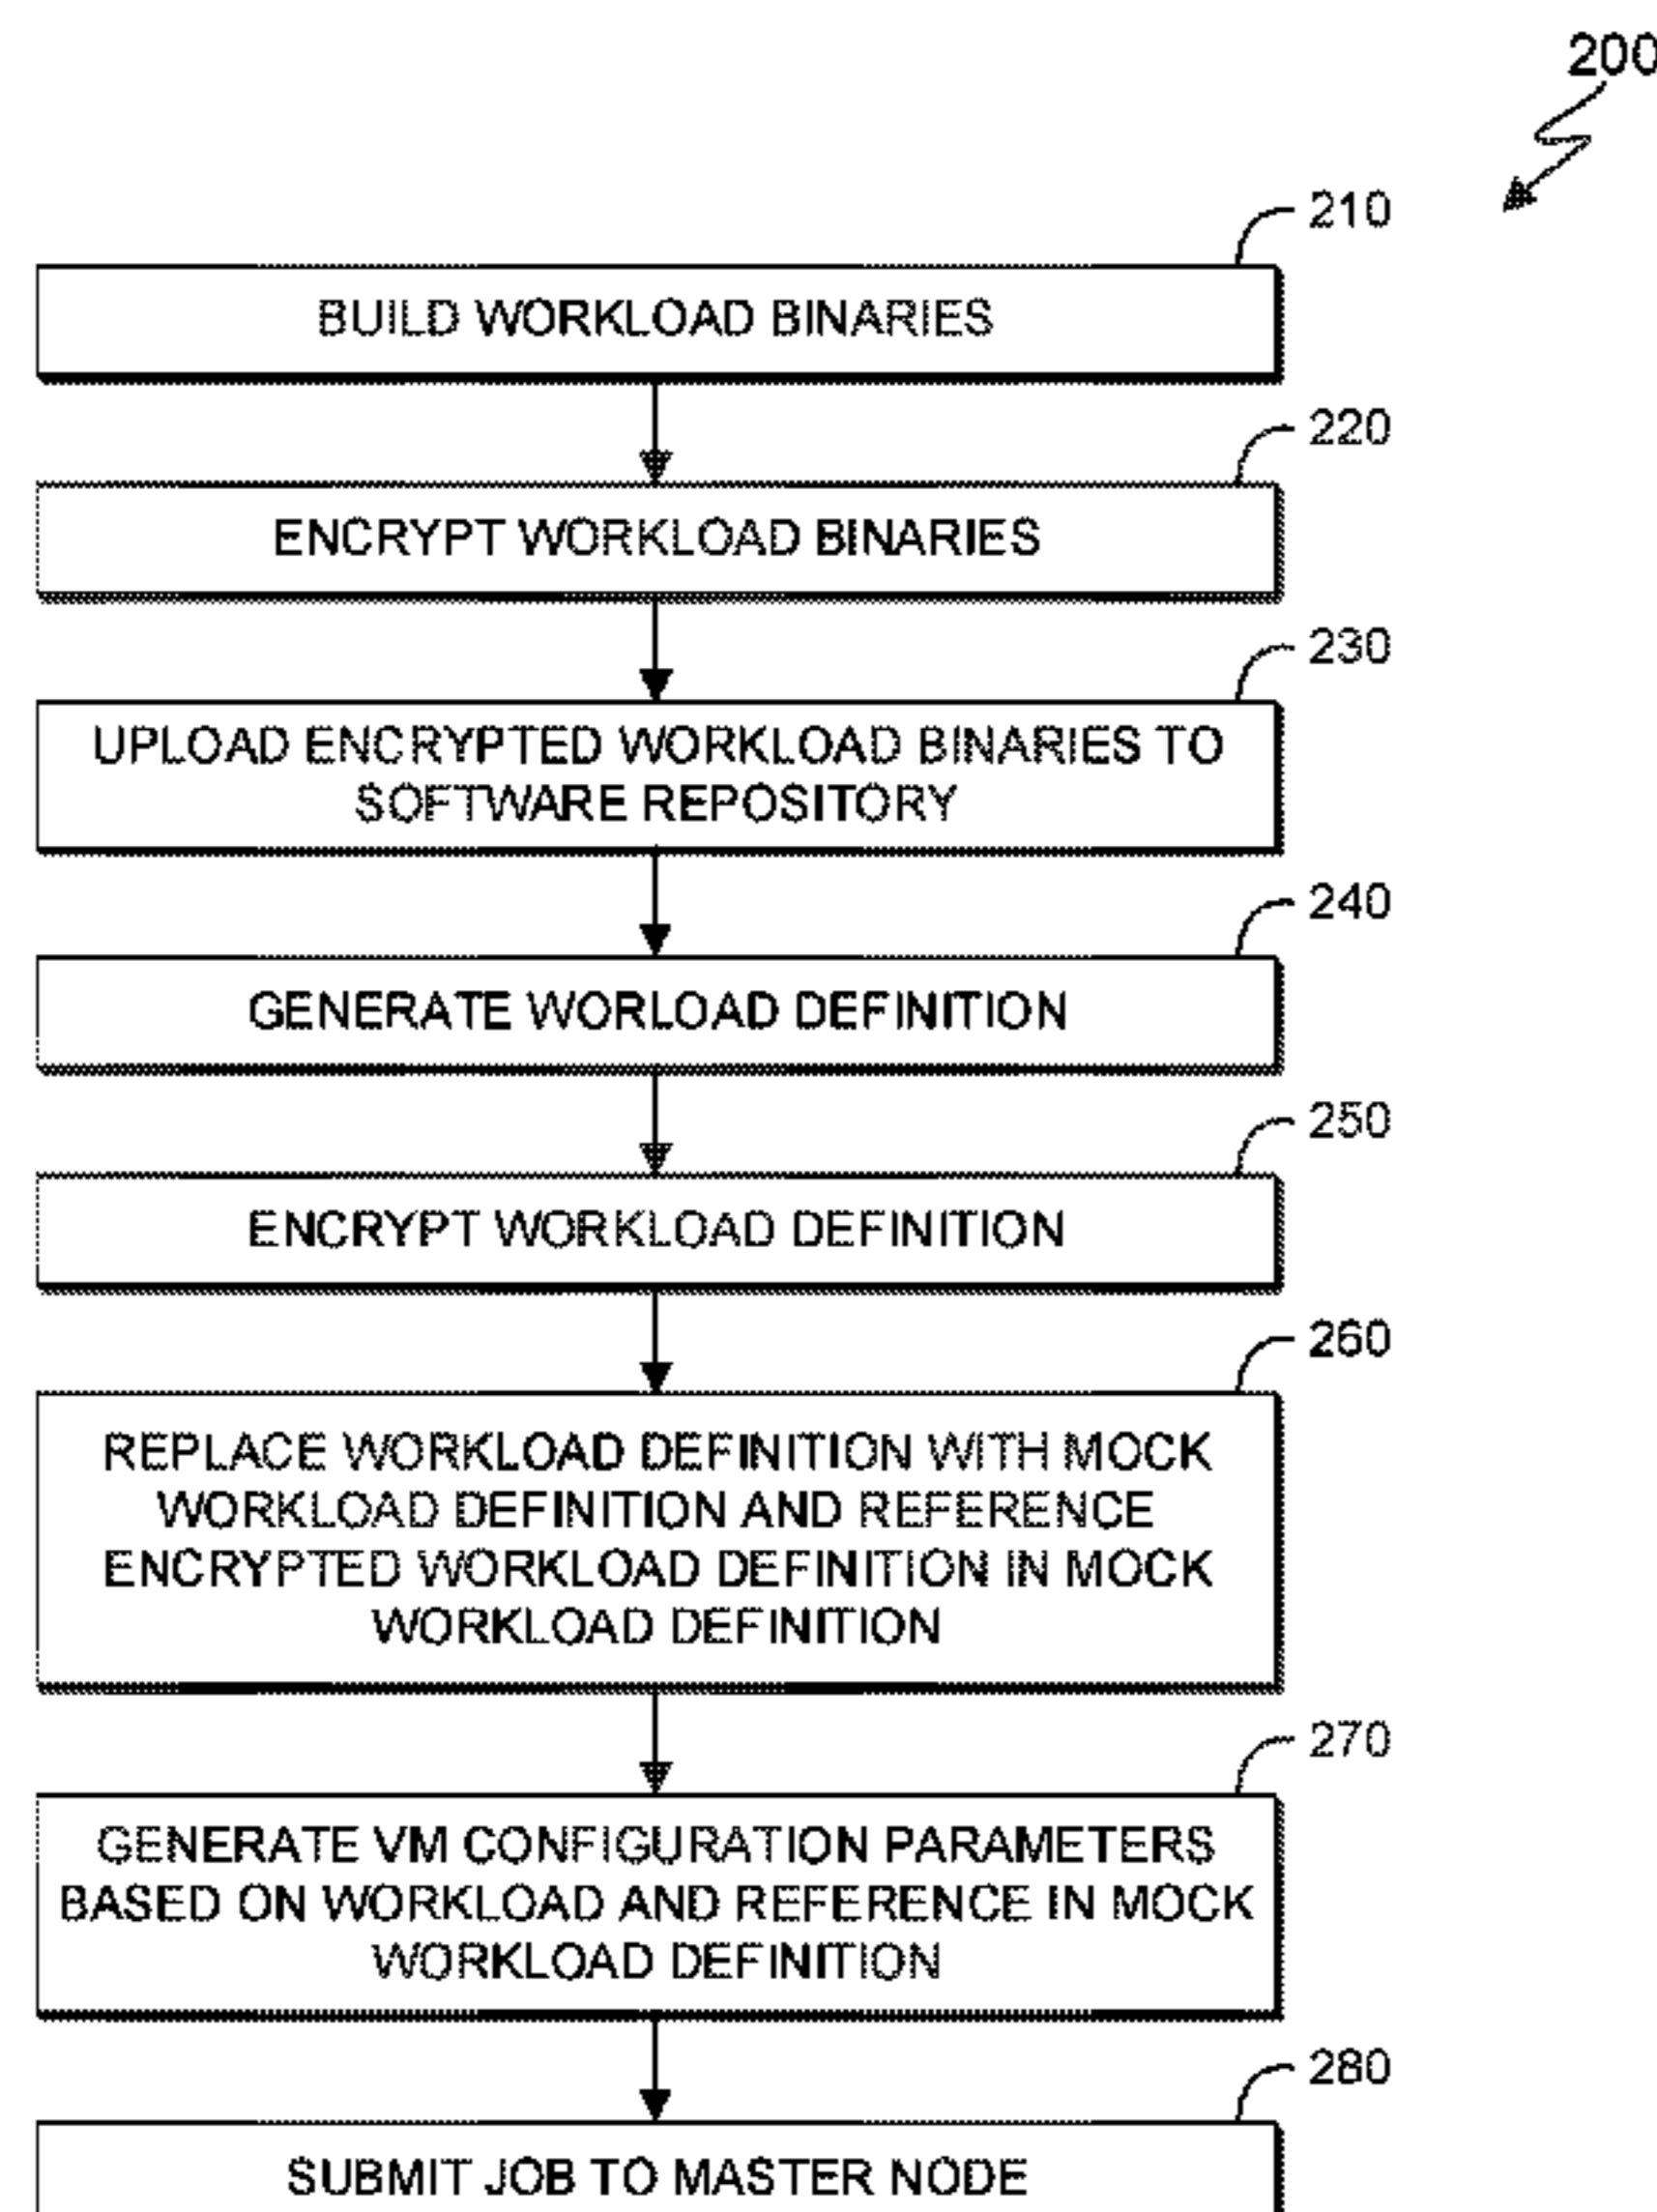 200
210
BUILD WORKLOAD BINARIES
220
ENCRYPT WORKLOAD BINARIES
230
UPLOAD ENCRYPTED WORKLOAD BINARIES TO
SOFTWARE REPOSITORY
240
GENERATE WORLOAD DEFINITION
250
ENCRYPT WORKLOAD DEFINITION
260
REPLACE WORKLOAD DEFINITION WITH MOCK
WORKLOAD DEFINITION AND REFERENCE
ENCRYPTED WORKLOAD DEFINITION IN MOCK
WORKLOAD DEFINITION
270
GENERATE VM CONFIGURATION PARAMETERS
BASED ON WORKLOAD AND REFERENCE IN MOCK
WORKLOAD DEFINITION
280
SUBMIT JOB TO MASTER NODE